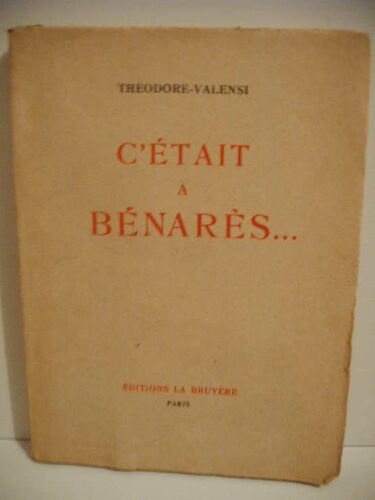 THÉODORE-VALENSI
C'ÉTAIT
A
BÉNARÈS...
ÉDITIONS LA BRUYÈRE
PARIS